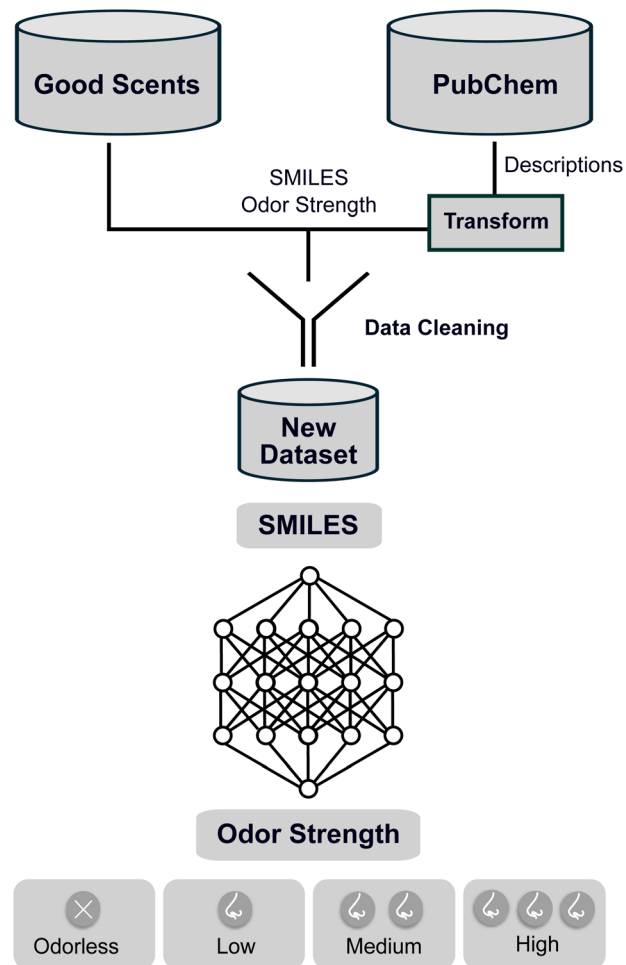 Good Scents
PubChem
Descriptions
SMILES
Odor Strength
Transform
Data Cleaning
New
Dataset
SMILES
Odor Strength
Odorless
Low
Medium
High